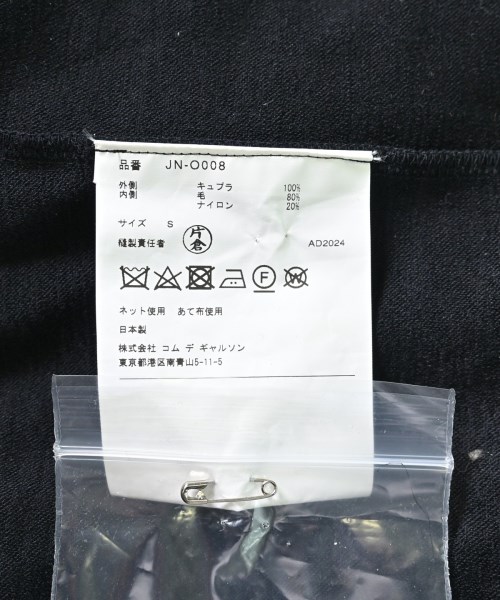 品番 JN-O008
外側 キュプラ 100%
内側 毛 80%
ナイロン 20%
サイズ S
縫製責任者 片倉 AD2024
F W
ネット使用 あて布使用
日本製
株式会社 コム デ ギャルソン
東京都港区南青山5-11-5